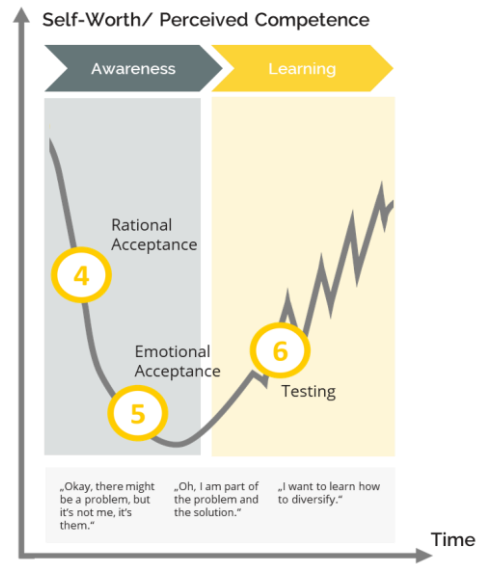 Self-Worth/ Perceived Competence
Awareness
Learning
Rational
Acceptance
4
Emotional
Acceptance
5
6
Testing
„Okay, there might
be a problem, but
it's not me, it's
them.“
„Oh, I am part of
the problem and
the solution.“
„I want to learn how
to diversify.“
Time